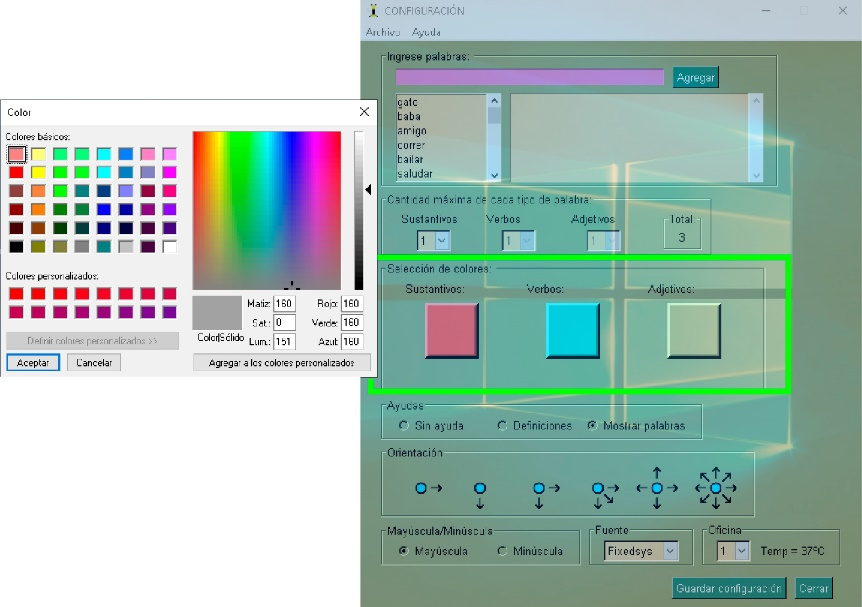 CONFIGURACIÓN
Archivo Ayuda
Ingrese palabras:
Agregar
gato
baba
amigo
correr
bailar
saludar
Cantidad máxima de cada tipo de palabra:
Sustantivos Verbos Adjetivos Total
1 1 1 3
Selección de colores:
Sustantivos: Verbos: Adjetivos:
Ayudas
Sin ayuda Definiciones Mostrar palabras
Orientación
Mayúscula/Minúscula
Mayúscula Minúscula
Fuente
Fixedsys
Oficina
1 Temp = 37ºC
Guardar configuración Cerrar
Color
Colores básicos:
Colores personalizados:
Definir colores personalizados >>
Aceptar Cancelar
Color|Sólido
Matiz: 160 Rojo: 160
Sat.: 0 Verde: 160
Lum.: 151 Azul: 160
Agregar a los colores personalizados